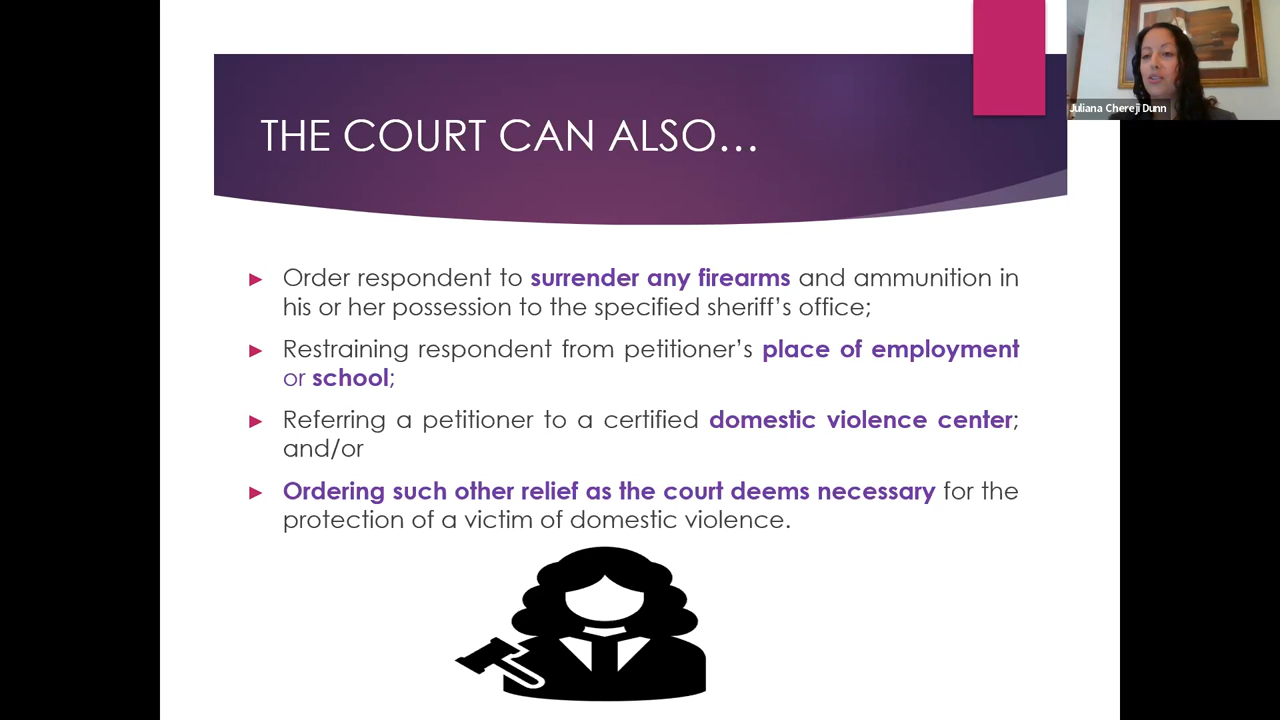 THE COURT CAN ALSO…
Juliana Chereji Dunn
► Order respondent to surrender any firearms and ammunition in
his or her possession to the specified sheriff’s office;
► Restraining respondent from petitioner’s place of employment
or school;
► Referring a petitioner to a certified domestic violence center;
and/or
► Ordering such other relief as the court deems necessary for the
protection of a victim of domestic violence.